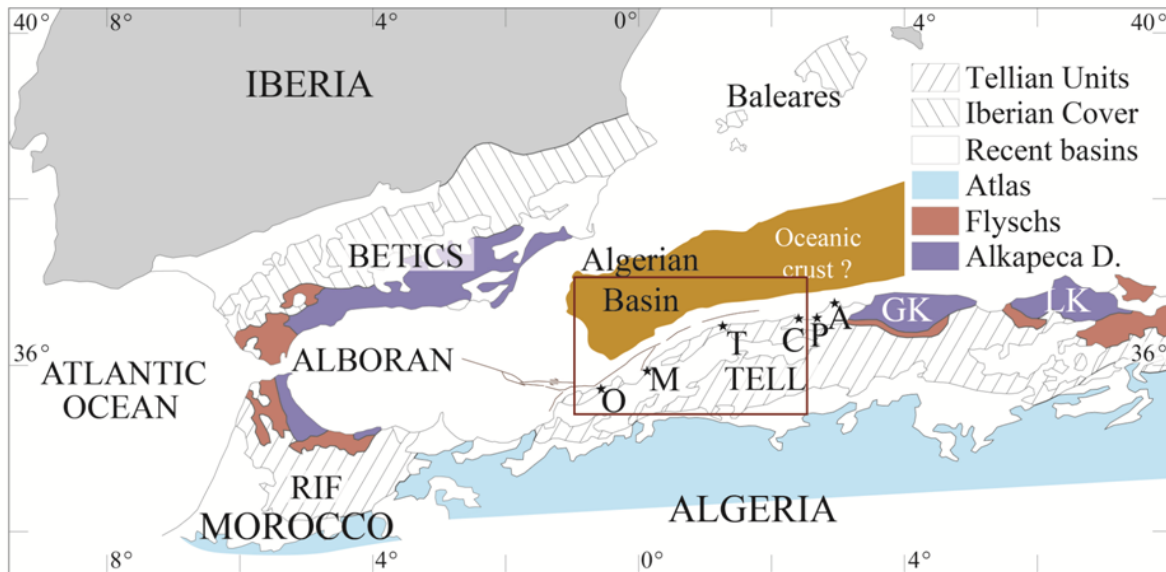 40°
8°
4°
0°
4°
40°
IBERIA
Baleares
Tellian Units
Iberian Cover
Recent basins
Atlas
Flyschs
Alkapeca D.
BETICS
Algerian
Basin
Oceanic
crust ?
GK
LK
A
P
C
T
36°
ALBORAN
M
TELL
36°
ATLANTIC
OCEAN
O
RIF
MOROCCO
ALGERIA
8°
4°
0°
4°